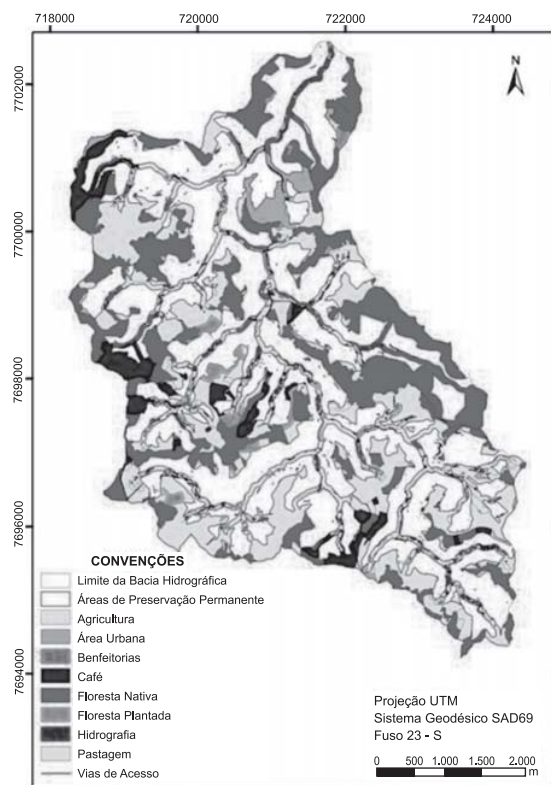 718000 720000 722000 724000
7702000
7700000
7698000
7696000
7694000
N
CONVENÇÕES
Limite da Bacia Hidrográfica
Áreas de Preservação Permanente
Agricultura
Área Urbana
Benfeitorias
Café
Floresta Nativa
Floresta Plantada
Hidrografia
Pastagem
Vias de Acesso
Projeção UTM
Sistema Geodésico SAD69
Fuso 23 - S
0 500 1.000 1.500 2.000
m